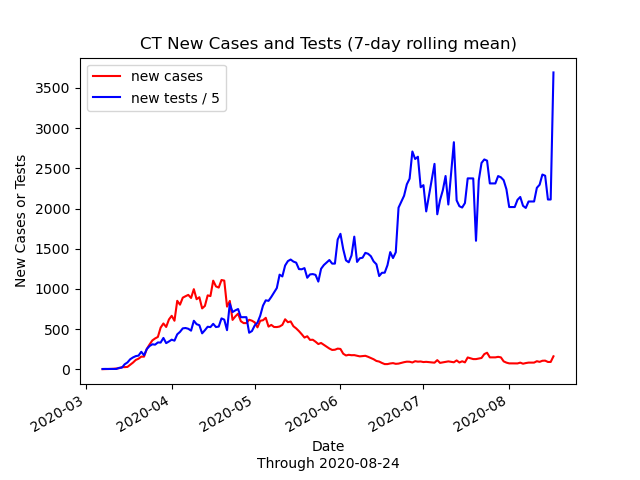 CT New Cases and Tests (7-day rolling mean)
new cases
new tests / 5
New Cases or Tests
3500
3000
2500
2000
1500
1000
500
0
2020-03
2020-04
2020-05
2020-06
2020-07
2020-08
Date
Through 2020-08-24